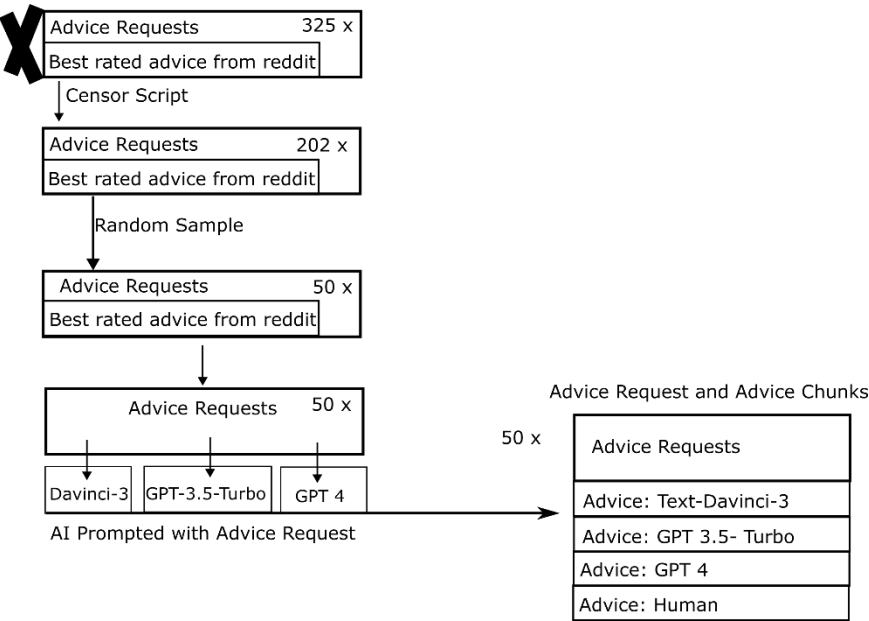 Advice Requests 325 x
Best rated advice from reddit
Censor Script
Advice Requests 202 x
Best rated advice from reddit
Random Sample
Advice Requests 50 x
Best rated advice from reddit
Advice Requests 50 x
Davinci-3 GPT-3.5-Turbo GPT 4
AI Prompted with Advice Request
Advice Request and Advice Chunks
50 x Advice Requests
Advice: Text-Davinci-3
Advice: GPT 3.5- Turbo
Advice: GPT 4
Advice: Human